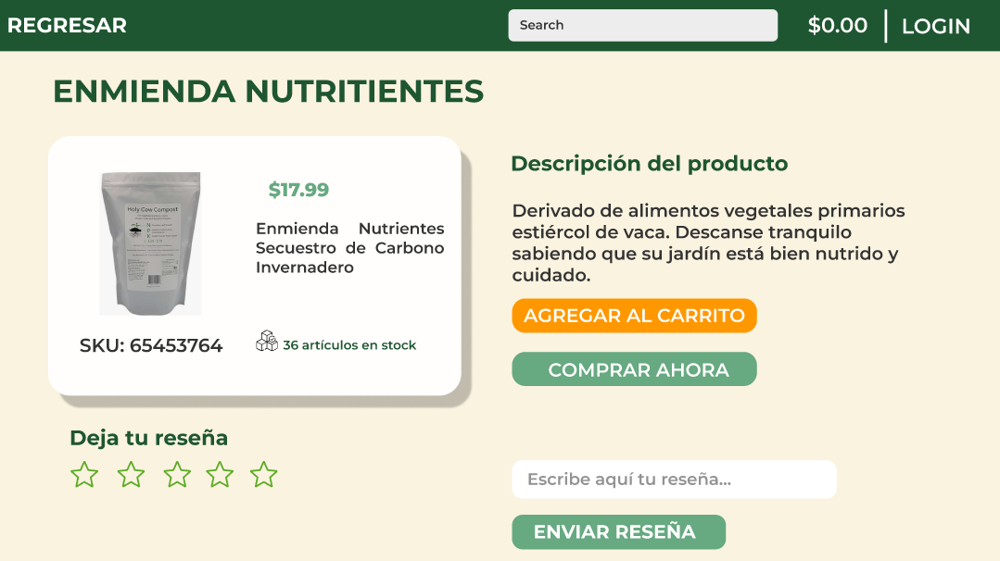 REGRESAR
Search
$0.00
LOGIN
ENMIENDA NUTRITIENTES
Holy Cow Compost
N
P
K
$17.99
Enmienda Nutrientes
Secuestro de Carbono
Invernadero
SKU: 65453764
36 artículos en stock
Descripción del producto
Derivado de alimentos vegetales primarios
estiércol de vaca. Descanse tranquilo
sabiendo que su jardín está bien nutrido y
cuidado.
AGREGAR AL CARRITO
COMPRAR AHORA
Deja tu reseña
Escribe aquí tu reseña...
ENVIAR RESEÑA